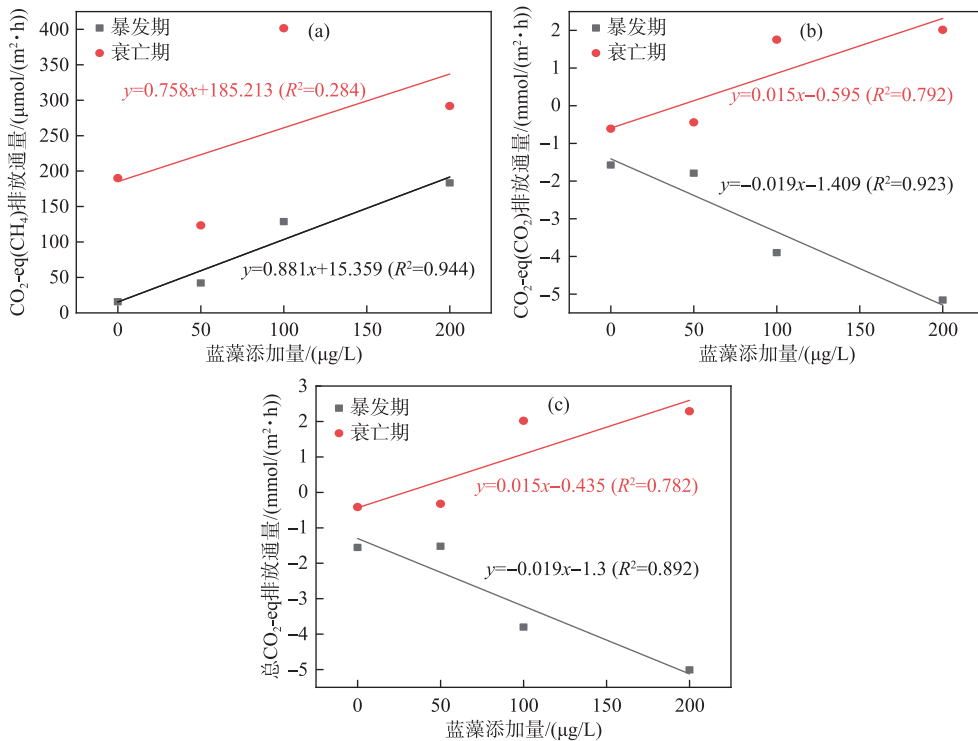 (a)
暴发期
衰亡期
y=0.758x+185.213 (R²=0.284)
y=0.881x+15.359 (R²=0.944)
CO₂-eq(CH₄)排放通量/(μmol/(m²·h))
400
350
300
250
200
150
100
50
0
0 50 100 150 200
蓝藻添加量/(μg/L)
(b)
暴发期
衰亡期
y=0.015x−0.595 (R²=0.792)
y=−0.019x−1.409 (R²=0.923)
CO₂-eq(CO₂)排放通量/(mmol/(m²·h))
2
1
0
−1
−2
−3
−4
−5
0 50 100 150 200
蓝藻添加量/(μg/L)
(c)
暴发期
衰亡期
y=0.015x−0.435 (R²=0.782)
y=−0.019x−1.3 (R²=0.892)
总CO₂-eq排放通量/(mmol/(m²·h))
3
2
1
0
−1
−2
−3
−4
−5
0 50 100 150 200
蓝藻添加量/(μg/L)